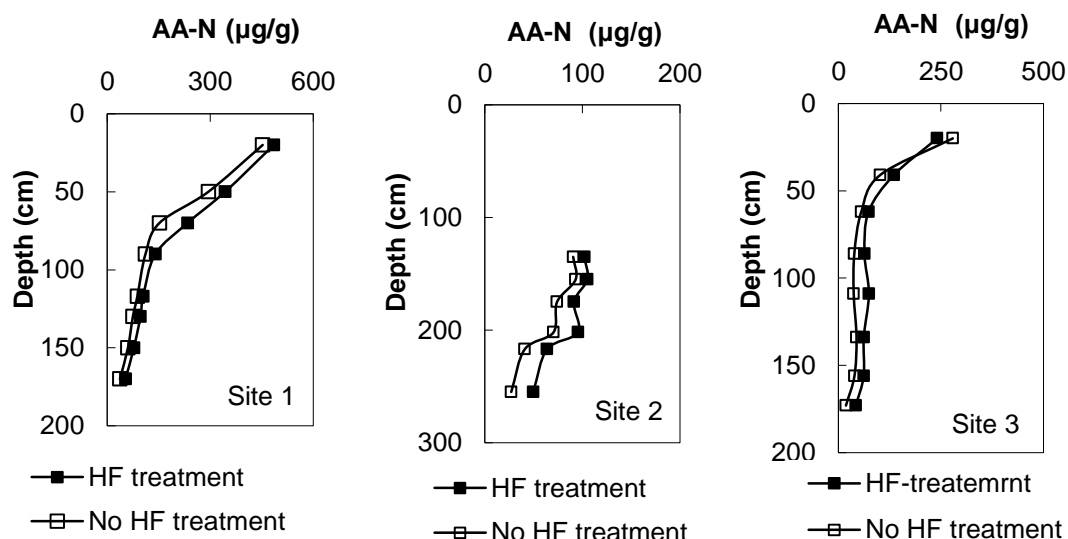 AA-N (µg/g)
0 300 600
0
50
100
150
200
Depth (cm)
Site 1
HF treatment
No HF treatment
AA-N (µg/g)
0 100 200
0
100
200
300
Depth (cm)
Site 2
HF treatment
No HF treatment
AA-N (µg/g)
0 250 500
0
50
100
150
200
Depth (cm)
Site 3
HF-treatemrnt
No HF treatment